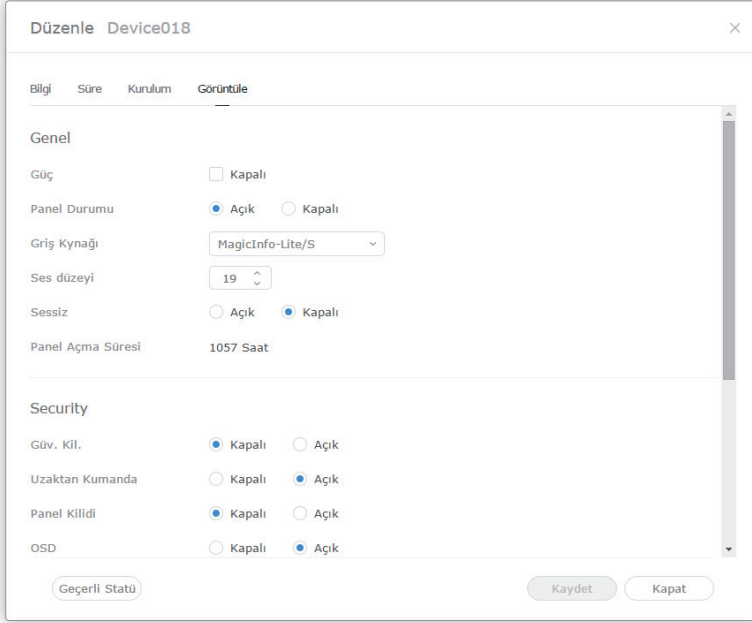 Düzenle Device018
Bilgi Süre Kurulum Görüntüle
Genel
Güç Kapalı
Panel Durumu Açık Kapalı
Griş Kynağı MagicInfo-Lite/S
Ses düzeyi 19
Sessiz Açık Kapalı
Panel Açma Süresi 1057 Saat
Security
Güv. Kil. Kapalı Açık
Uzaktan Kumanda Kapalı Açık
Panel Kilidi Kapalı Açık
OSD Kapalı Açık
Geçerli Statü Kaydet Kapat